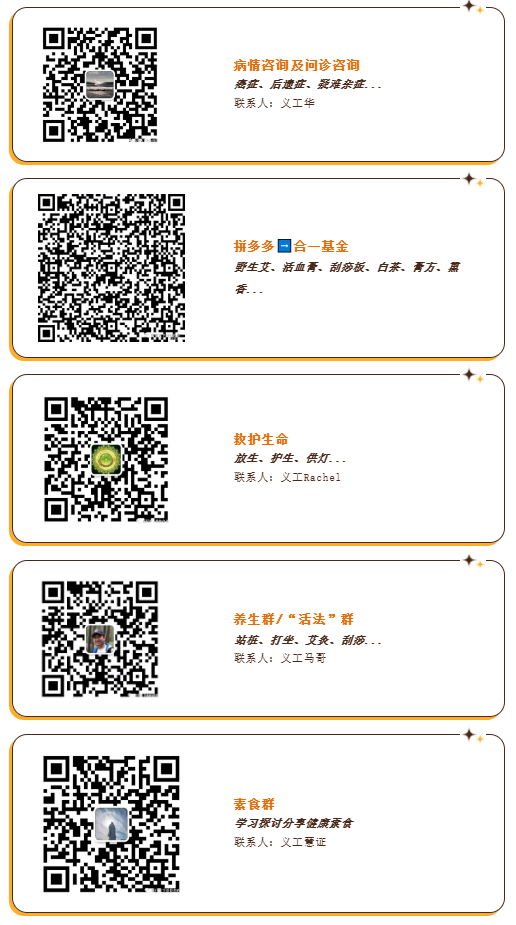 病情咨询及问诊咨询
癌症、后遗症、疑难杂症...
联系人：义工华
拼多多➡合一基金
野生艾、活血膏、刮痧板、白茶、膏方、薰
香...
救护生命
放生、护生、供灯...
联系人：义工Rachel
养生群/“活法”群
站桩、打坐、艾灸、刮痧...
联系人：义工马哥
素食群
学习探讨分享健康素食
联系人：义工慧证